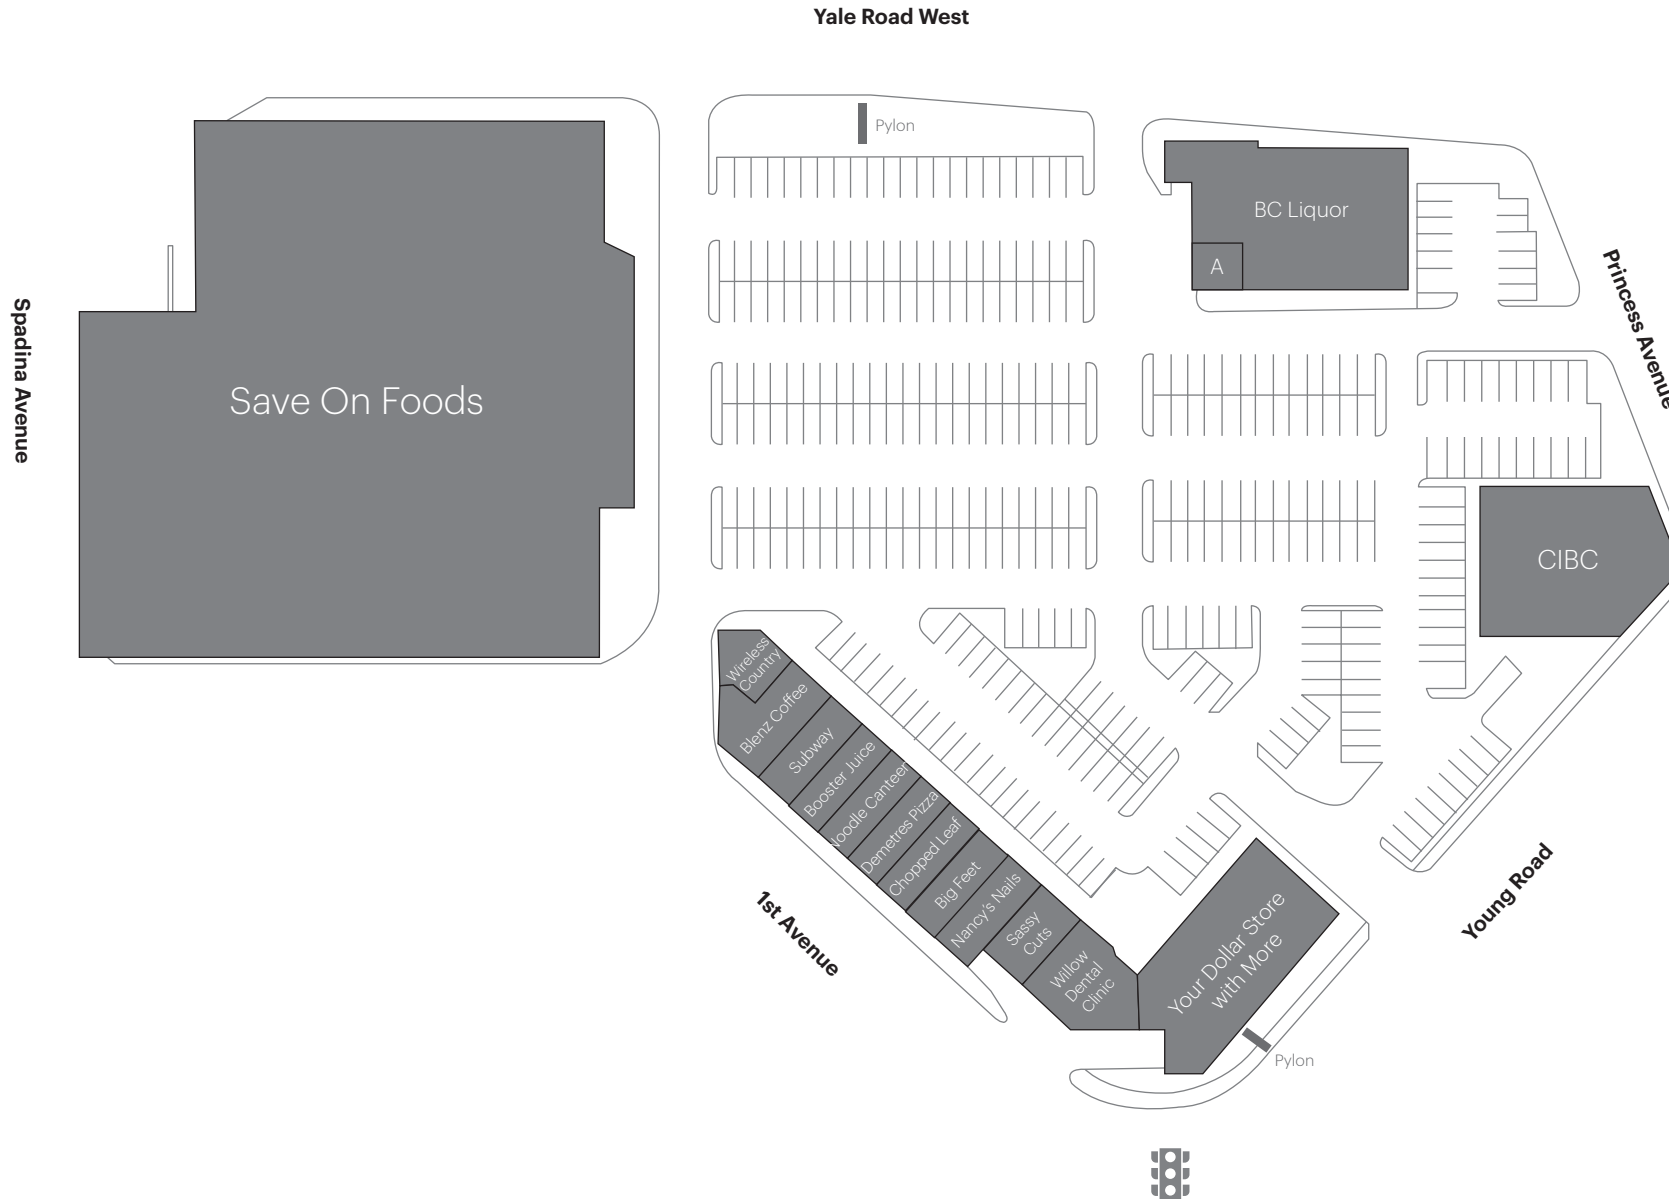 Yale Road West
Pylon
BC Liquor
A
Princess Avenue
Spadina Avenue
Save On Foods
CIBC
Wireless
Country
Blenz Coffee
Subway
Booster Juice
Noodle Canteen
Demetres Pizza
Chopped Leaf
Big Feet
Nancy's Nails
Sassy
Cuts
Willow
Dental
Clinic
Your Dollar Store
with More
1st Avenue
Young Road
Pylon